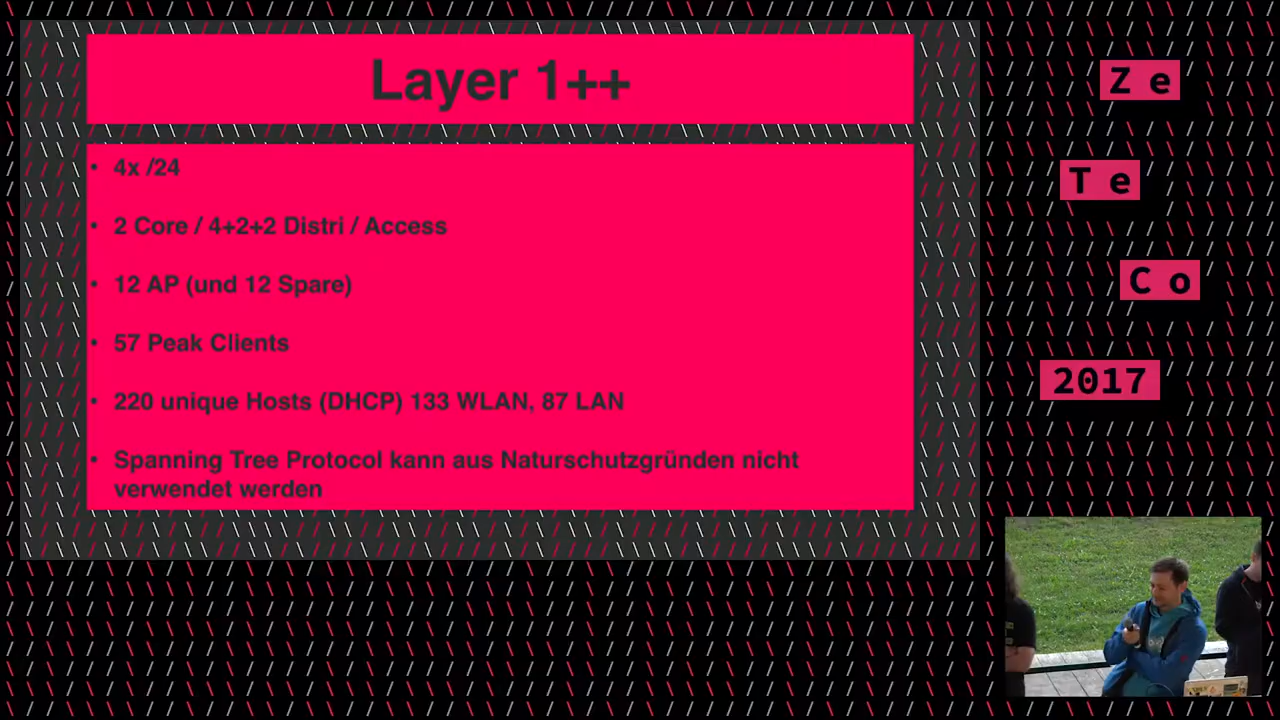 Layer 1++
• 4x /24
• 2 Core / 4+2+2 Distri / Access
• 12 AP (und 12 Spare)
• 57 Peak Clients
• 220 unique Hosts (DHCP) 133 WLAN, 87 LAN
• Spanning Tree Protocol kann aus Naturschutzgründen nicht
verwendet werden
Z e
T e
C o
2017